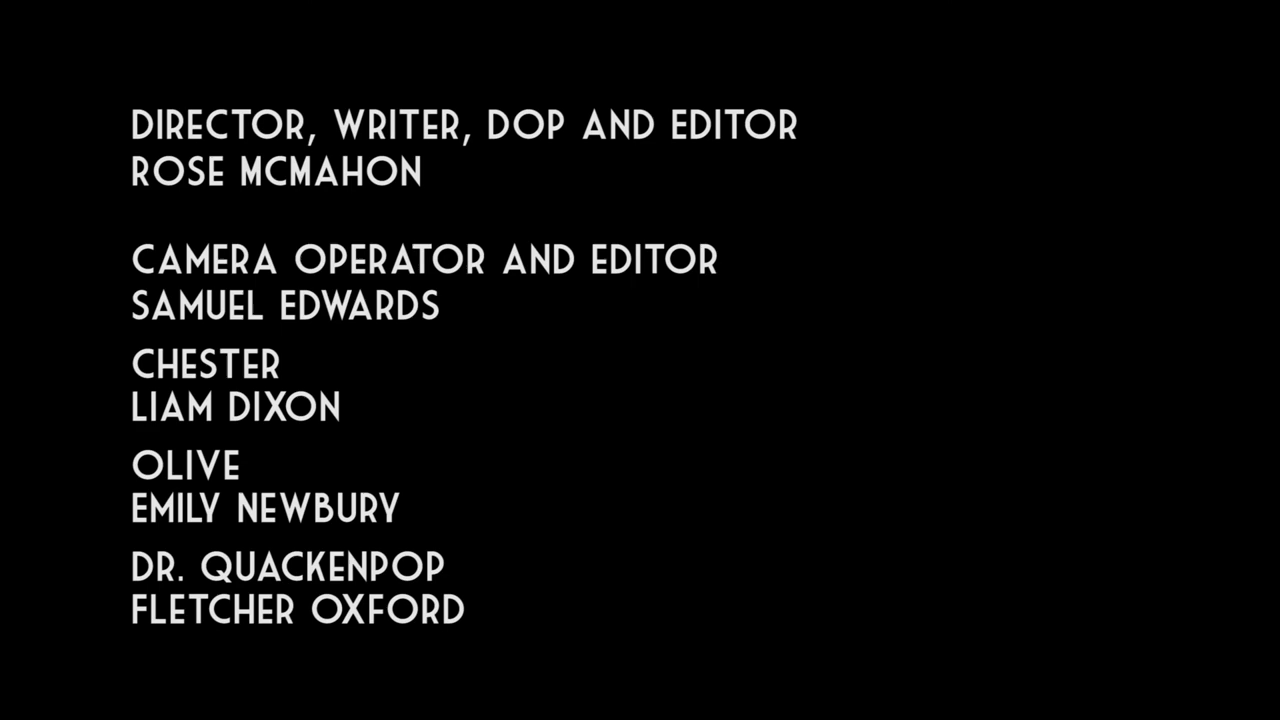 DIRECTOR, WRITER, DOP AND EDITOR
ROSE MCMAHON
CAMERA OPERATOR AND EDITOR
SAMUEL EDWARDS
CHESTER
LIAM DIXON
OLIVE
EMILY NEWBURY
DR. QUACKENPOP
FLETCHER OXFORD